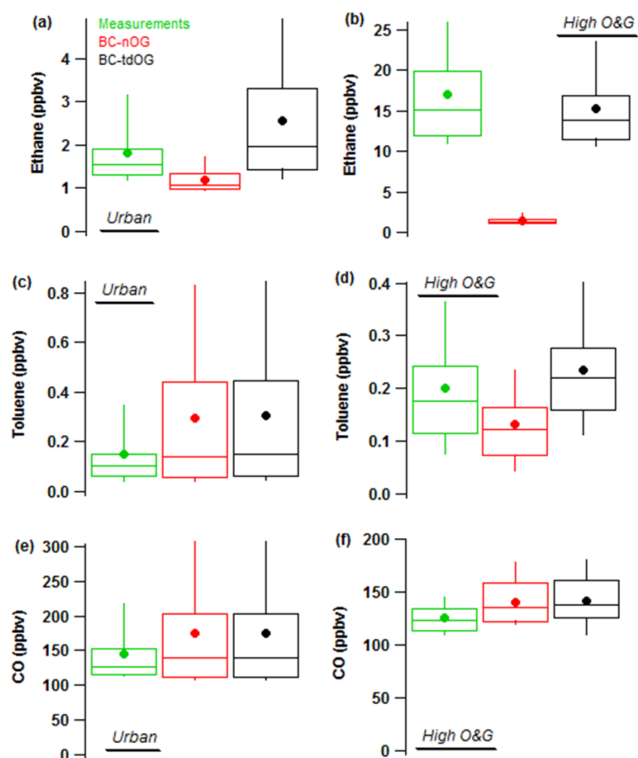 (a)
Measurements
BC-nOG
BC-tdOG
Ethane (ppbv)
4
3
2
1
0
Urban
(b)
High O&G
Ethane (ppbv)
25
20
15
10
5
0
(c)
Urban
Toluene (ppbv)
0.8
0.6
0.4
0.2
0.0
(d)
High O&G
Toluene (ppbv)
0.4
0.3
0.2
0.1
0.0
(e)
CO (ppbv)
300
250
200
150
100
50
0
Urban
(f)
CO (ppbv)
200
150
100
50
0
High O&G